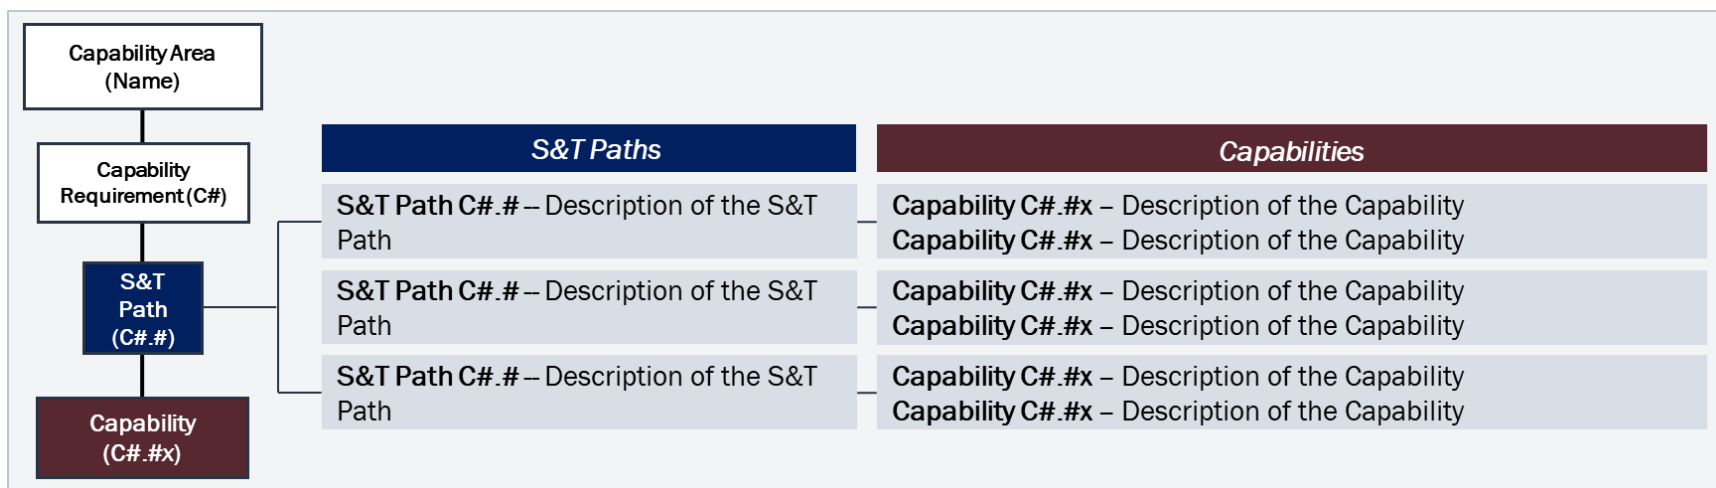 Capability Area
(Name)
Capability
Requirement (C#)
S&T
Path
(C#.#)
Capability
(C#.#x)
S&T Paths
Capabilities
S&T Path C#.# -- Description of the S&T
Path
Capability C#.#x – Description of the Capability
Capability C#.#x – Description of the Capability
S&T Path C#.# -- Description of the S&T
Path
Capability C#.#x – Description of the Capability
Capability C#.#x – Description of the Capability
S&T Path C#.# -- Description of the S&T
Path
Capability C#.#x – Description of the Capability
Capability C#.#x – Description of the Capability